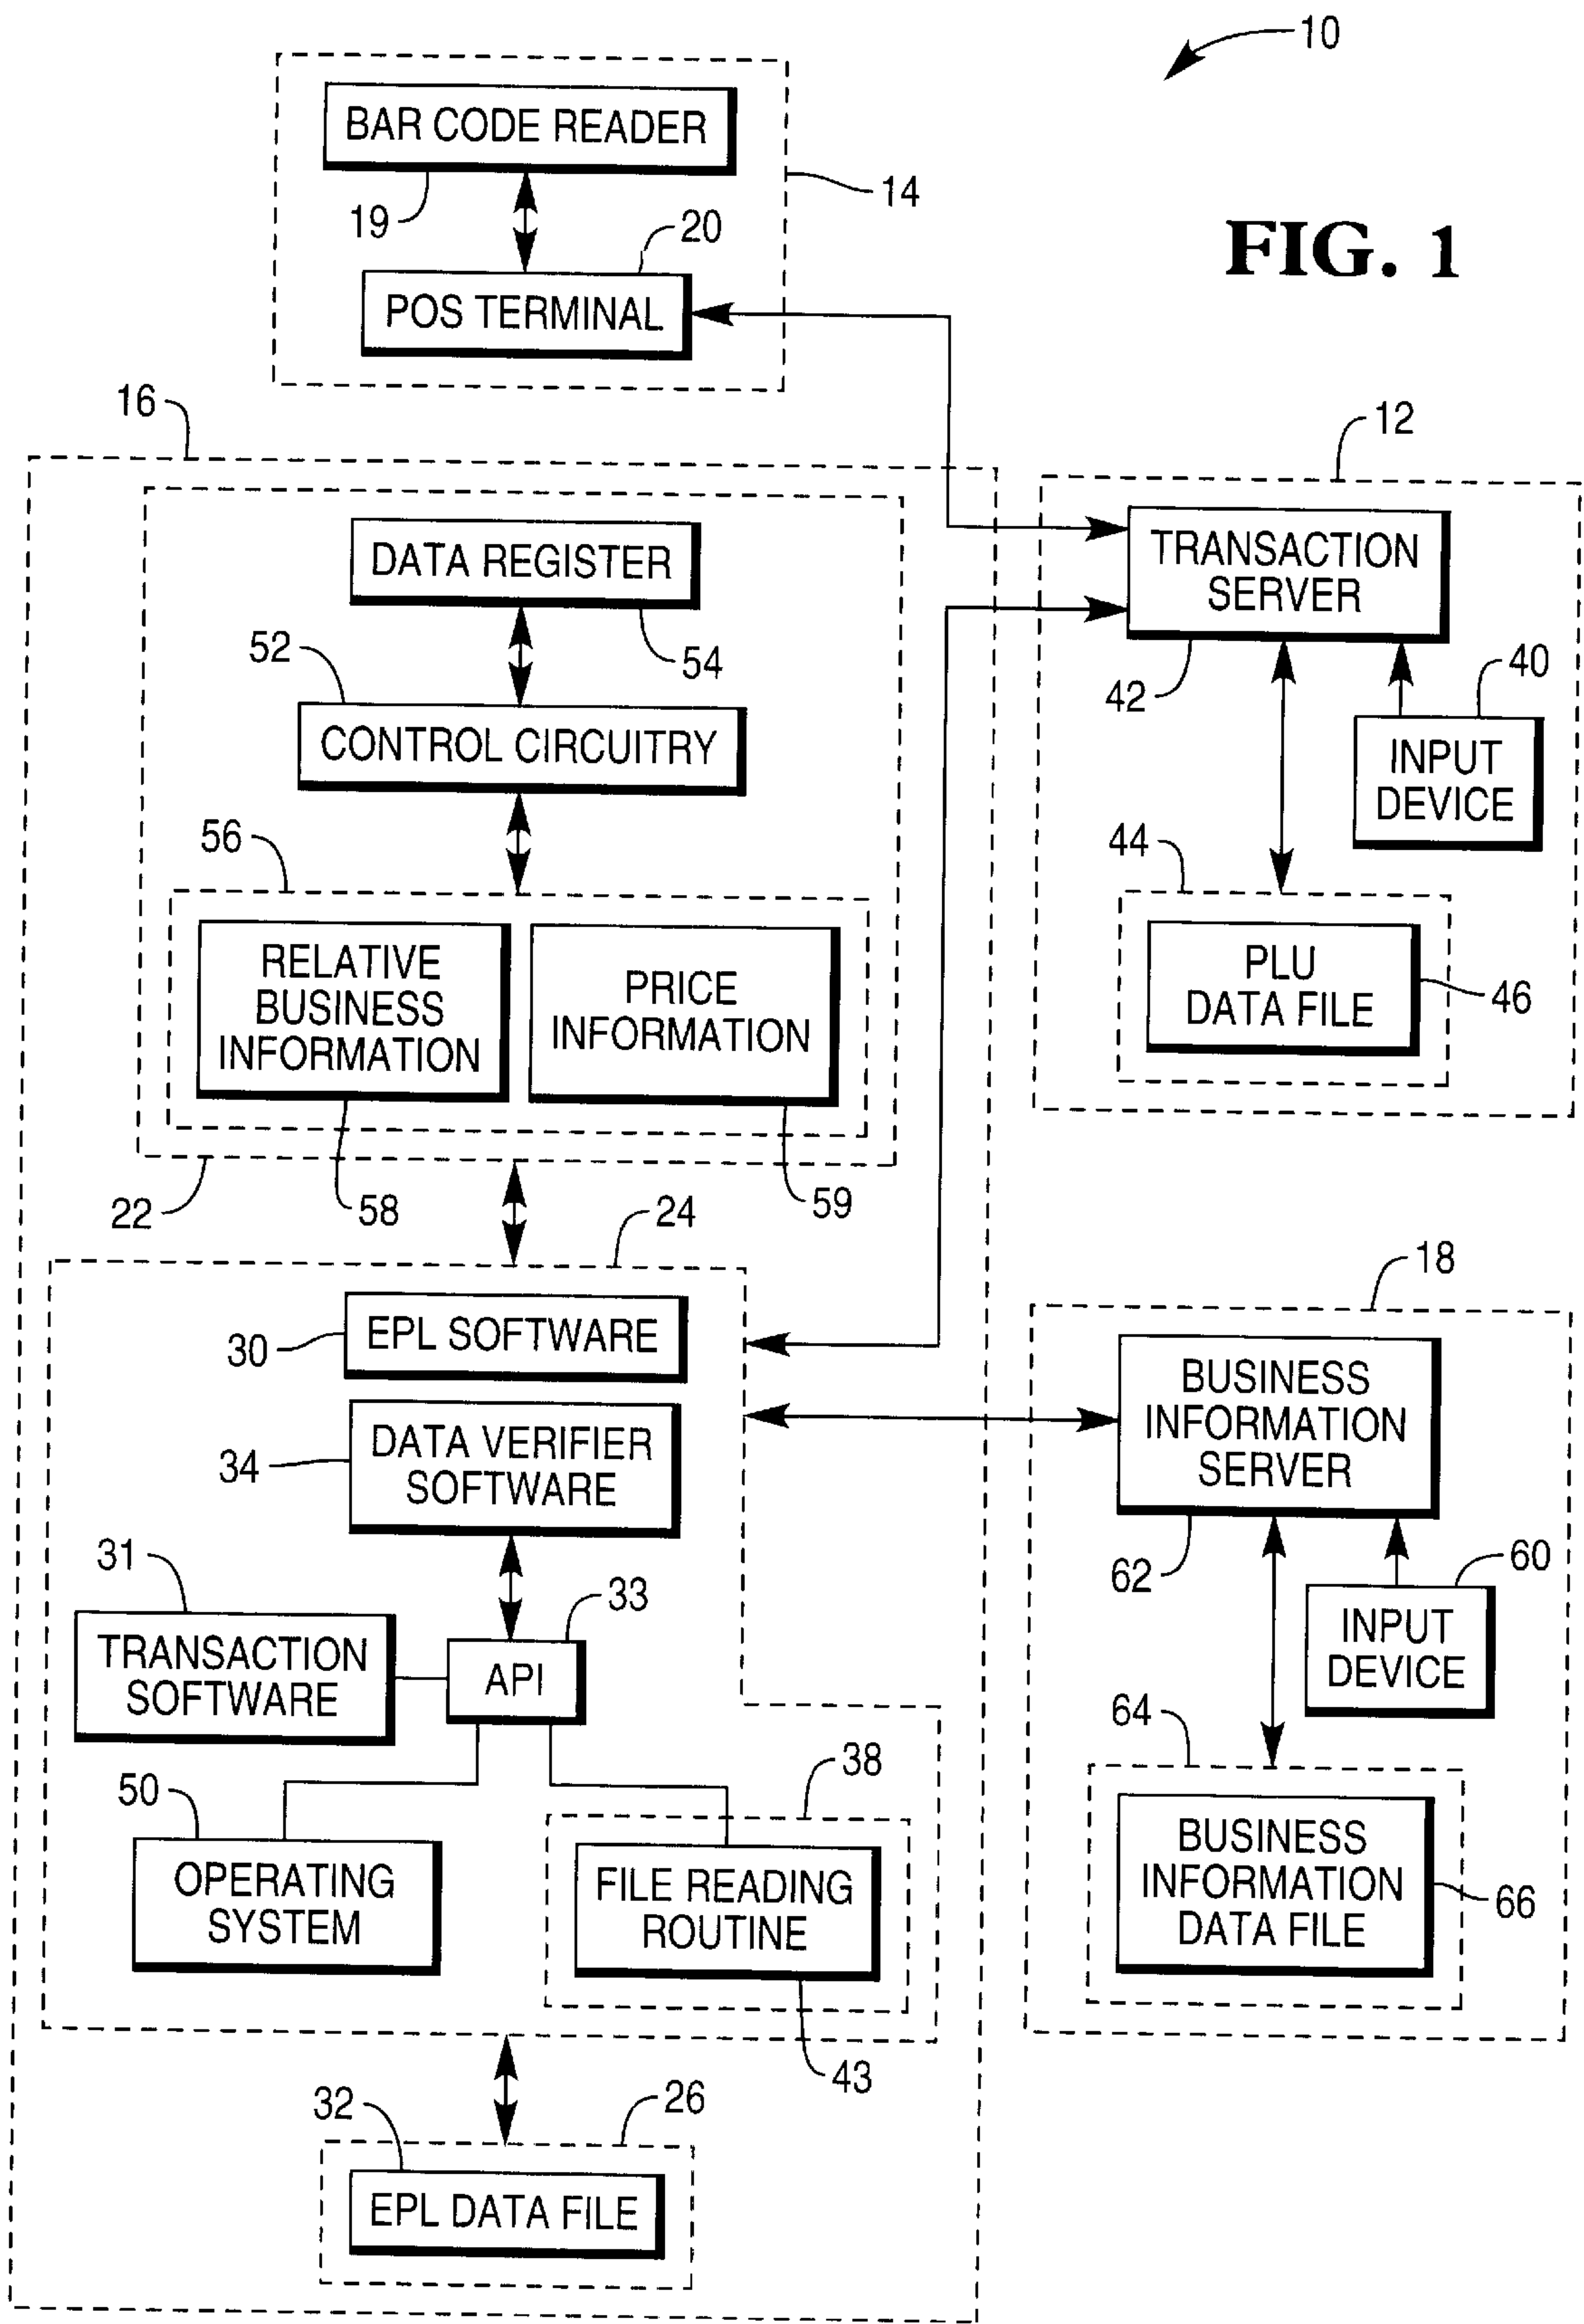 10
BAR CODE READER
14
19
20
FIG. 1
POS TERMINAL
16
12
DATA REGISTER
TRANSACTION
SERVER
52
54
42
40
CONTROL CIRCUITRY
INPUT
DEVICE
56
44
RELATIVE
BUSINESS
INFORMATION
PRICE
INFORMATION
PLU
DATA FILE
46
22
58
59
24
18
30
EPL SOFTWARE
BUSINESS
INFORMATION
SERVER
34
DATA VERIFIER
SOFTWARE
31
33
62
60
TRANSACTION
SOFTWARE
API
INPUT
DEVICE
64
50
38
OPERATING
SYSTEM
FILE READING
ROUTINE
BUSINESS
INFORMATION
DATA FILE
66
43
32
26
EPL DATA FILE